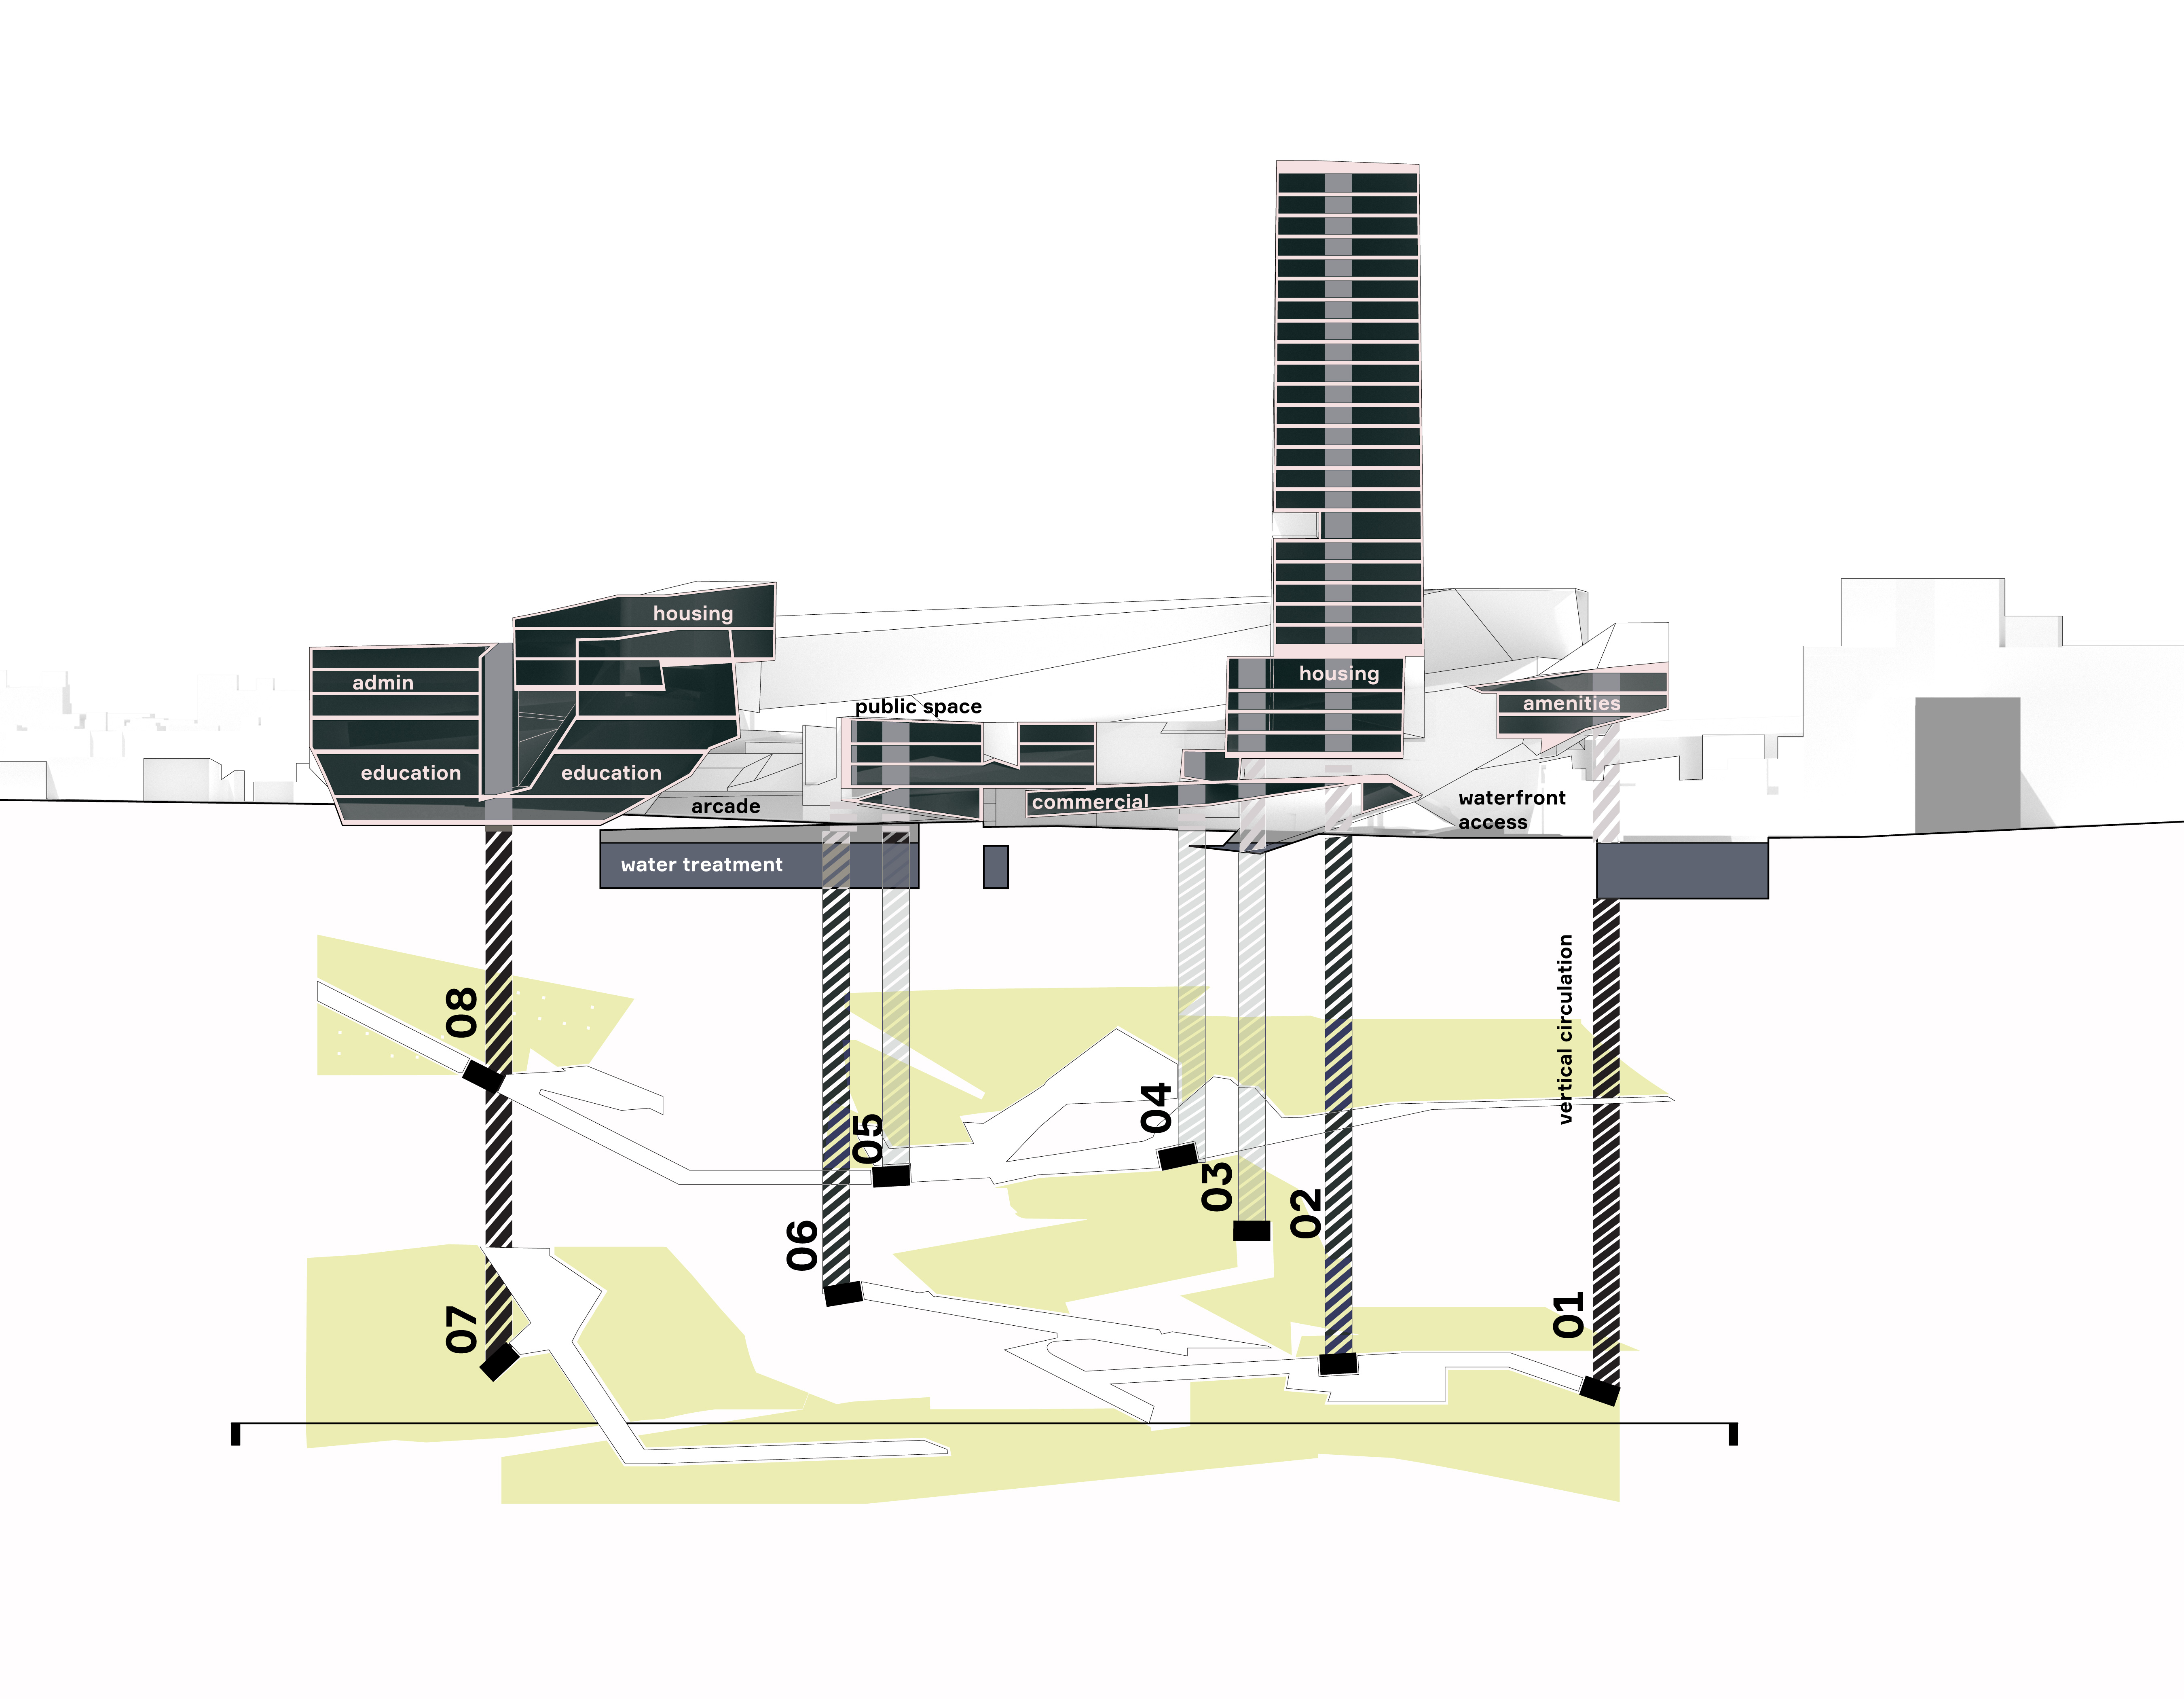 housing
admin
housing
amenities
public space
education
education
commercial
waterfront
access
arcade
water treatment
vertical circulation
08
05
04
03
02
06
07
01